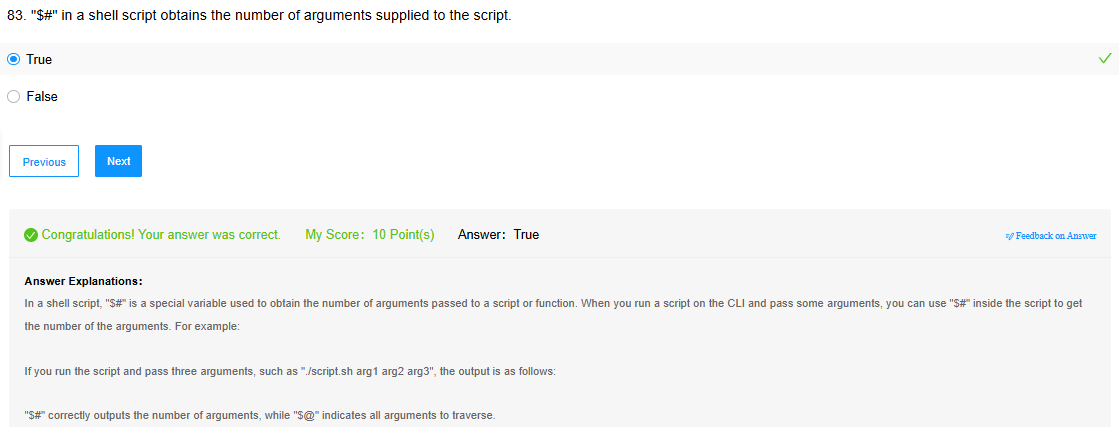 83. "$#" in a shell script obtains the number of arguments supplied to the script.
True
False
Previous
Next
Congratulations! Your answer was correct. My Score: 10 Point(s) Answer: True Feedback on Answer
Answer Explanations:
In a shell script, "$#" is a special variable used to obtain the number of arguments passed to a script or function. When you run a script on the CLI and pass some arguments, you can use "$#" inside the script to get
the number of the arguments. For example:
If you run the script and pass three arguments, such as "./script.sh arg1 arg2 arg3", the output is as follows:
"$#" correctly outputs the number of arguments, while "$@" indicates all arguments to traverse.